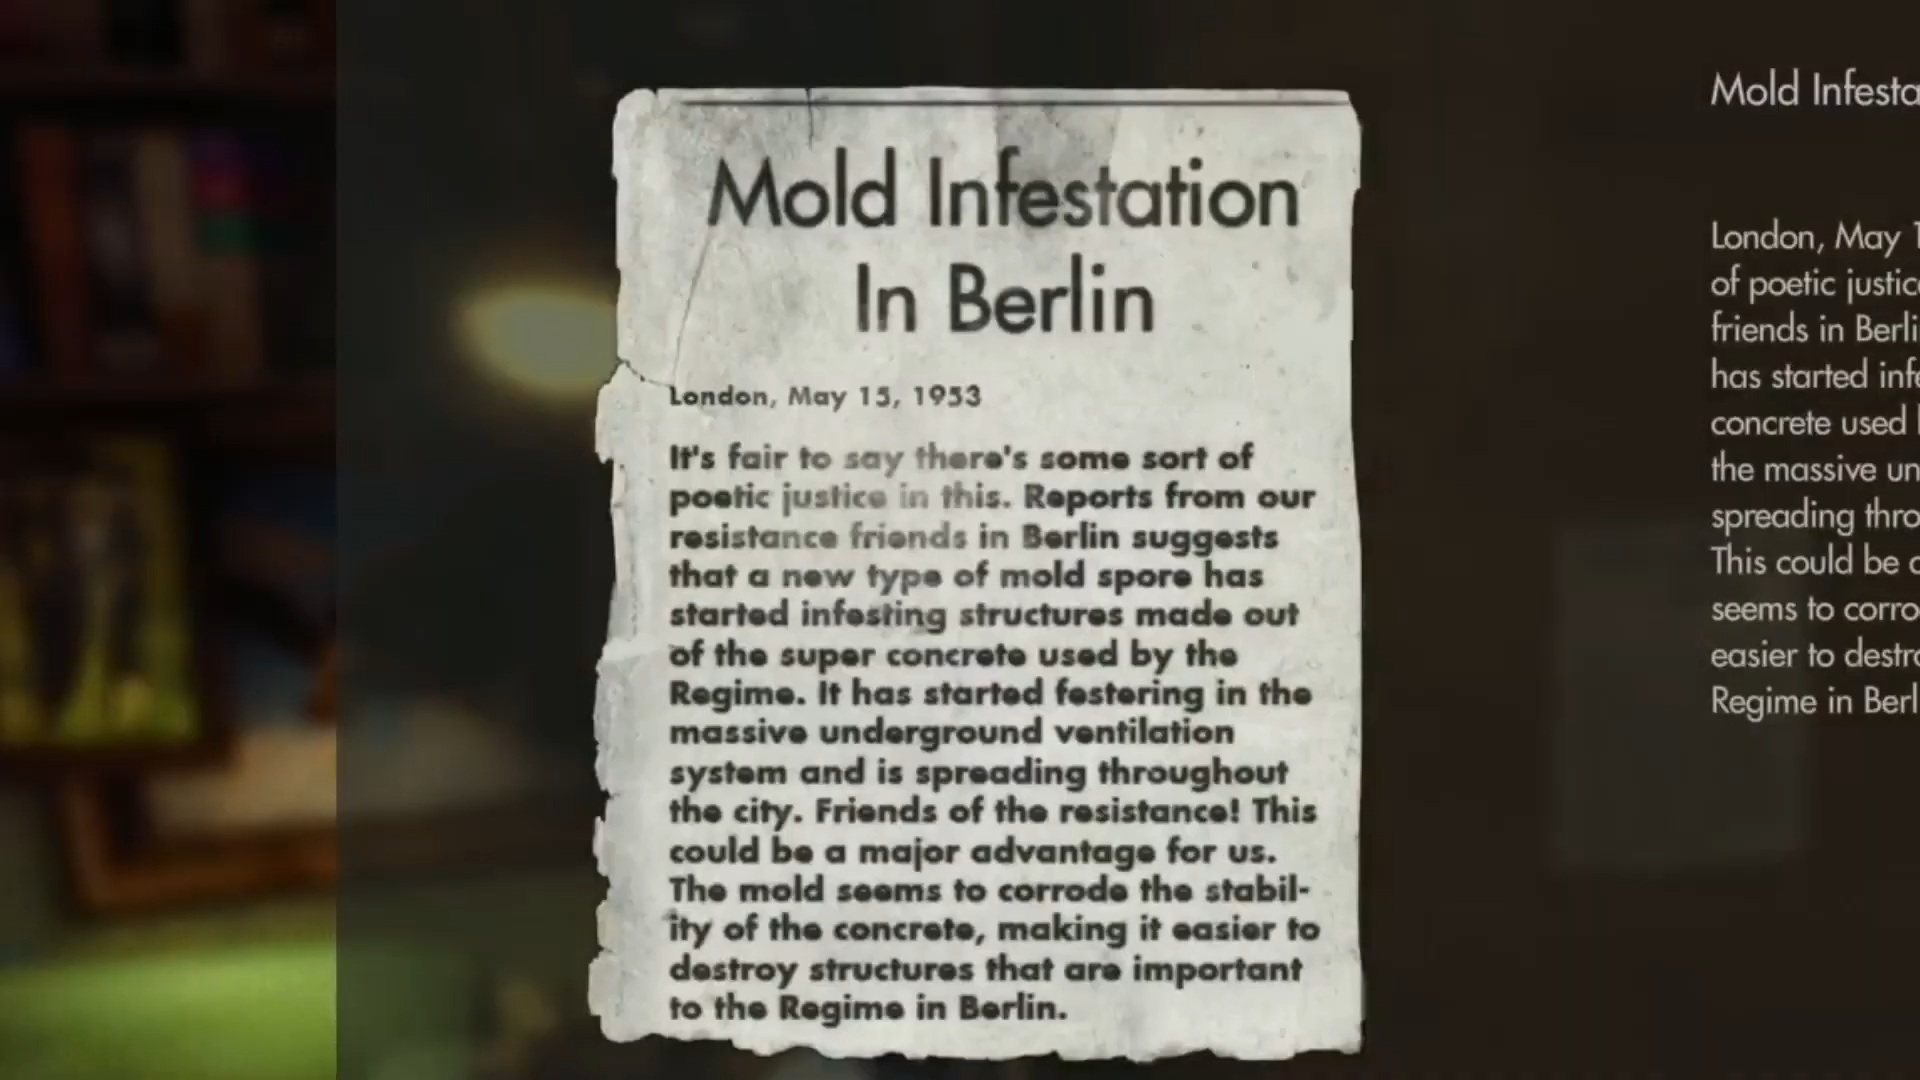 Mold Infestation
In Berlin
London, May 15, 1953
It's fair to say there's some sort of
poetic justice in this. Reports from our
resistance friends in Berlin suggests
that a new type of mold spore has
started infesting structures made out
of the super concrete used by the
Regime. It has started festering in the
massive underground ventilation
system and is spreading throughout
the city. Friends of the resistance! This
could be a major advantage for us.
The mold seems to corrode the stabil-
ity of the concrete, making it easier to
destroy structures that are important
to the Regime in Berlin.
Mold Infesta
London, May 1
of poetic justic
friends in Berli
has started infe
concrete used
the massive un
spreading thro
This could be a
seems to corro
easier to destro
Regime in Berl